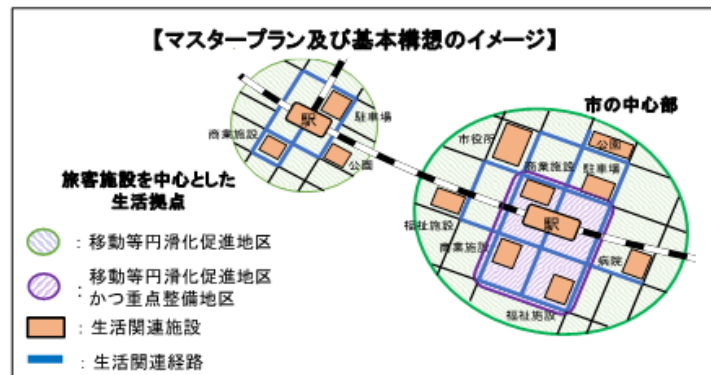 【マスタープラン及び基本構想のイメージ】
市の中心部
駅
駐車場
商業施設
公園
市役所
公園
商業施設
駐車場
旅客施設を中心とした
生活拠点
福祉施設
駅
商業施設
病院
福祉施設
：移動等円滑化促進地区
：移動等円滑化促進地区
かつ重点整備地区
：生活関連施設
：生活関連経路